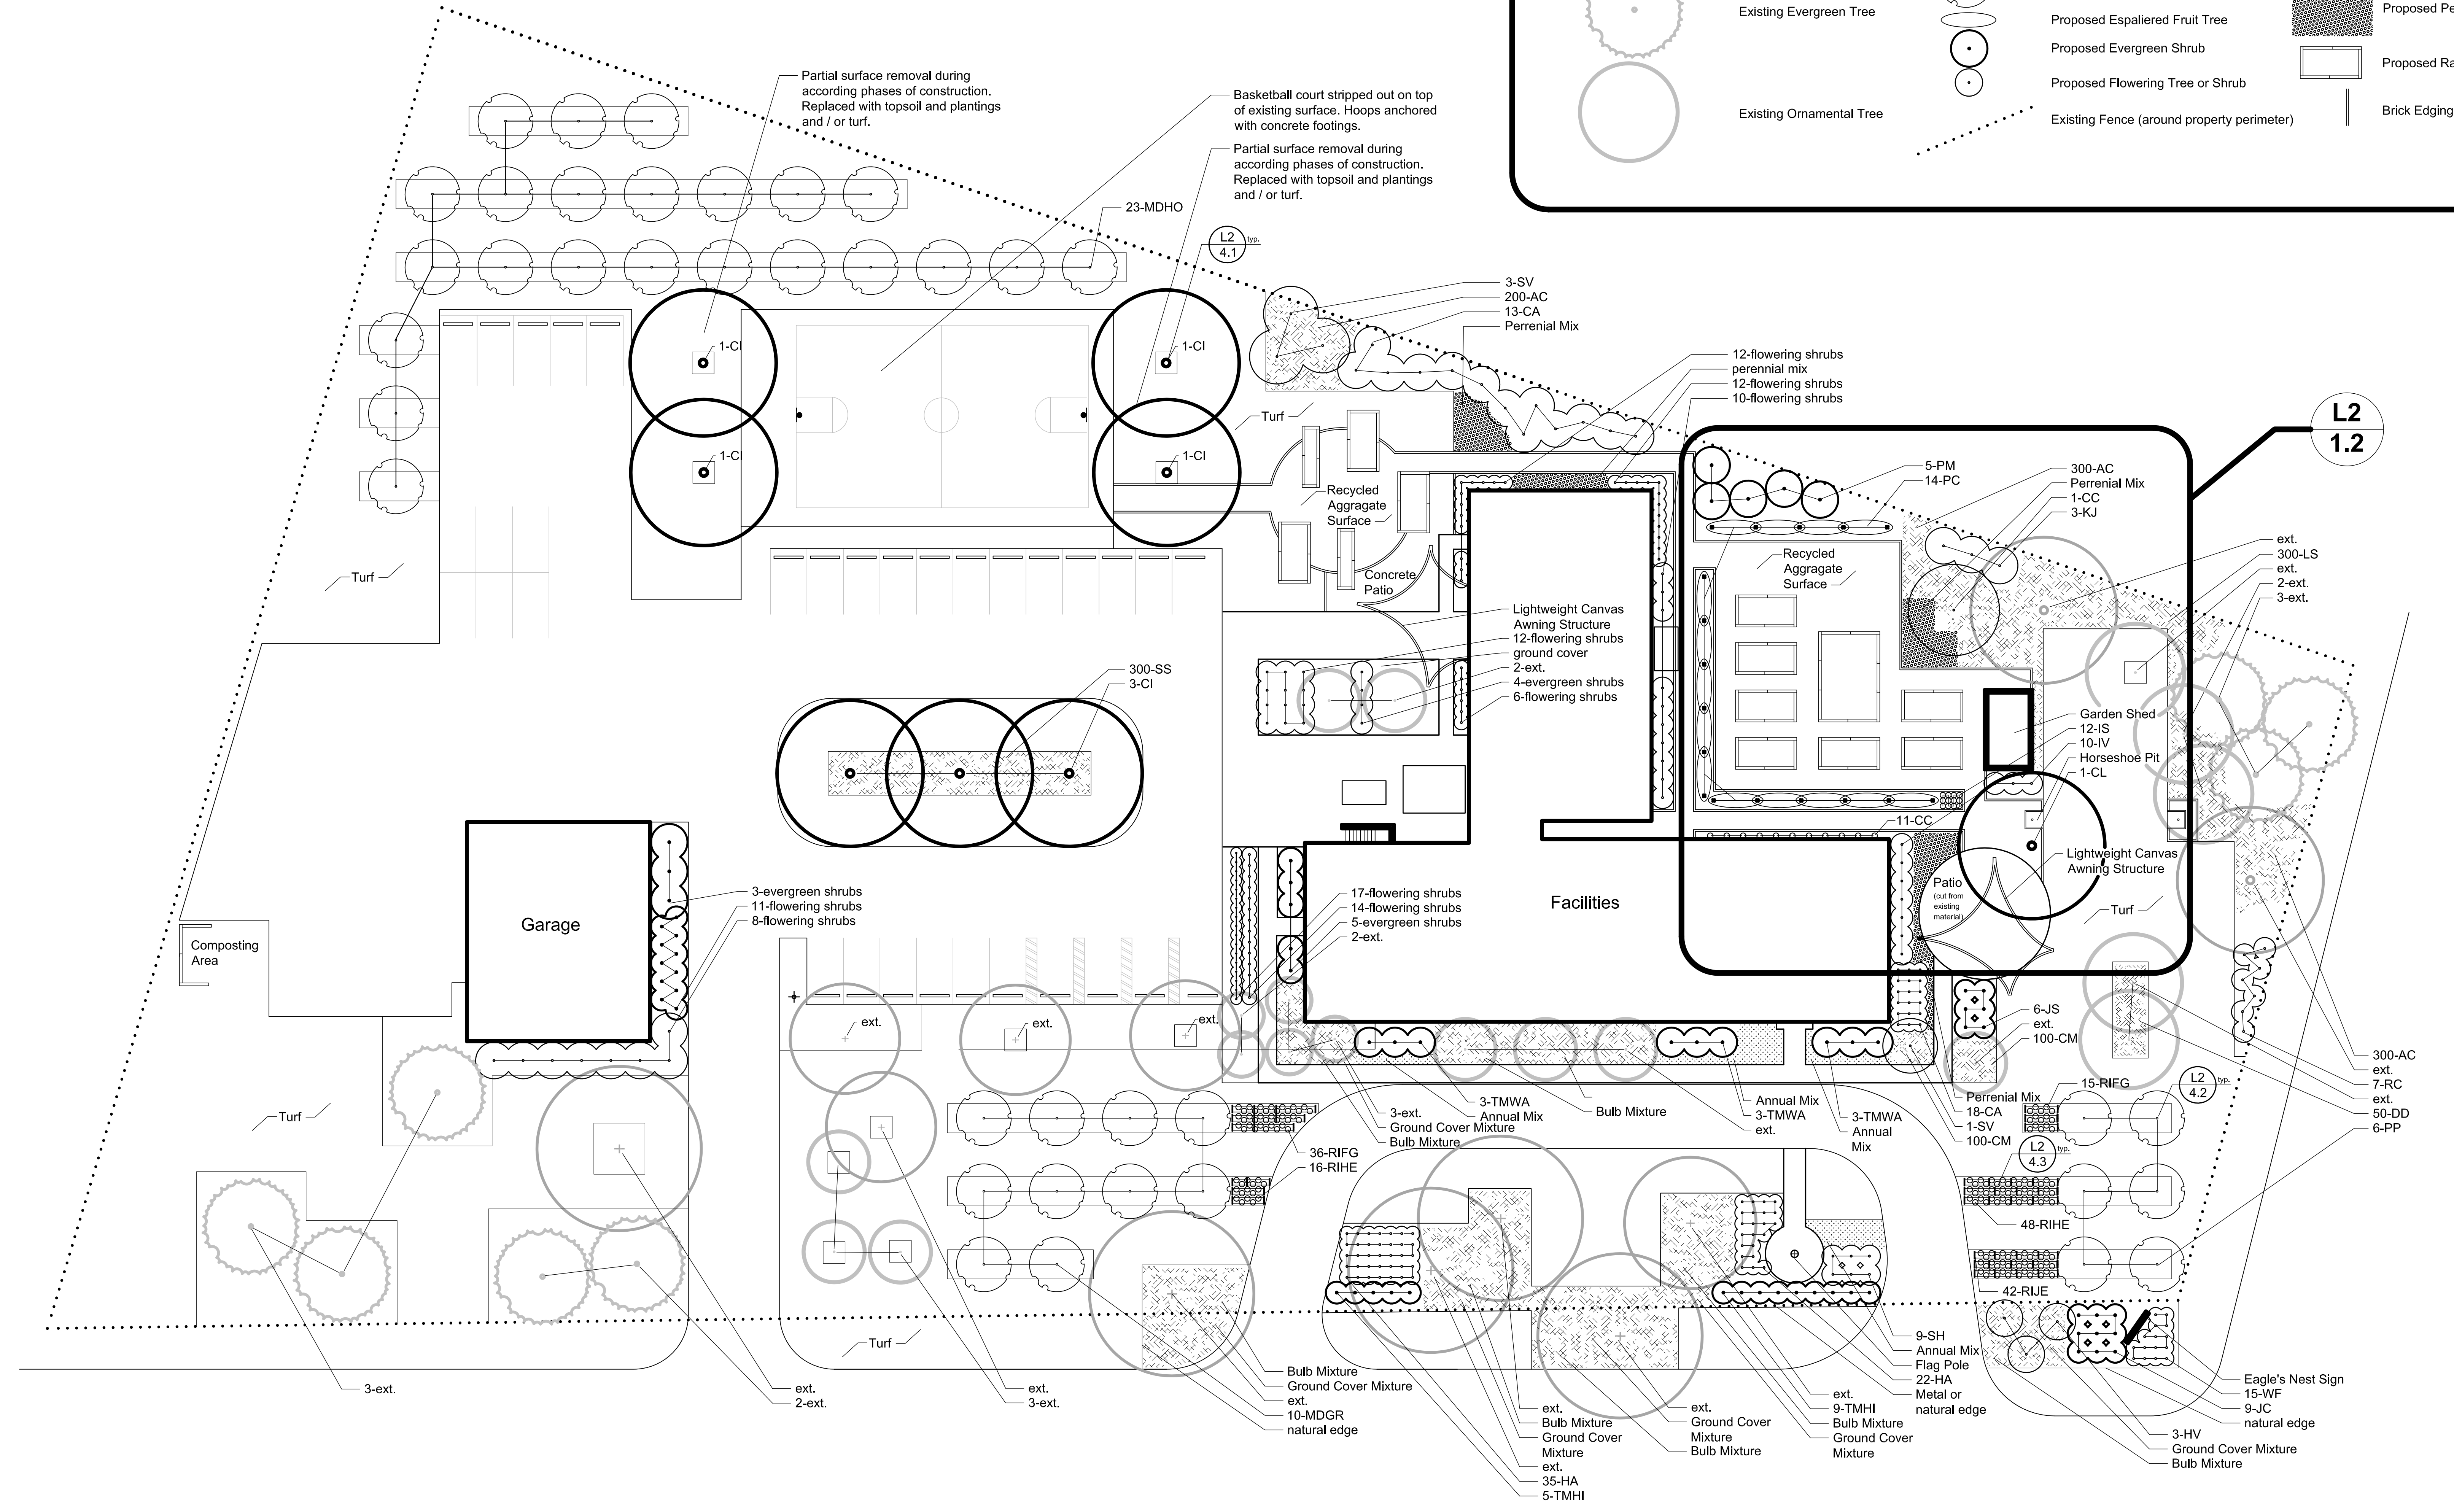 Existing Evergreen Tree
Existing Ornamental Tree
Proposed Espaliered Fruit Tree
Proposed Evergreen Shrub
Proposed Flowering Tree or Shrub
Existing Fence (around property perimeter)
Brick Edging
Partial surface removal during
according phases of construction.
Replaced with topsoil and plantings
and / or turf.
Basketball court stripped out on top
of existing surface. Hoops anchored
with concrete footings.
Partial surface removal during
according phases of construction.
Replaced with topsoil and plantings
and / or turf.
23-MDHO
L2
4.1
typ.
3-SV
200-AC
13-CA
Perrenial Mix
12-flowering shrubs
perennial mix
12-flowering shrubs
10-flowering shrubs
L2
1.2
1-CI
1-CI
1-CI
1-CI
Turf
Turf
Recycled
Aggragate
Surface
Concrete
Patio
5-PM
14-PC
300-AC
Perrenial Mix
1-CC
3-KJ
Recycled
Aggragate
Surface
ext.
300-LS
ext.
2-ext.
3-ext.
Lightweight Canvas
Awning Structure
12-flowering shrubs
ground cover
2-ext.
4-evergreen shrubs
6-flowering shrubs
300-SS
3-CI
Garden Shed
12-IS
10-IV
Horseshoe Pit
1-CL
11-CC
Lightweight Canvas
Awning Structure
Patio
(cut from
existing
material)
Turf
3-evergreen shrubs
11-flowering shrubs
8-flowering shrubs
Garage
Composting
Area
17-flowering shrubs
14-flowering shrubs
5-evergreen shrubs
2-ext.
Facilities
ext.
ext.
ext.
6-JS
ext.
100-CM
300-AC
ext.
7-RC
ext.
50-DD
6-PP
Turf
3-ext.
Ground Cover Mixture
Bulb Mixture
3-TMWA
Annual Mix
Bulb Mixture
Annual Mix
3-TMWA
ext.
3-TMWA
Annual
Mix
Perrenial Mix
18-CA
1-SV
100-CM
15-RIFG
L2
4.2
typ.
L2
4.3
typ.
36-RIFG
16-RIHE
48-RIHE
42-RIJE
Turf
3-ext.
ext.
2-ext.
ext.
3-ext.
Bulb Mixture
Ground Cover Mixture
ext.
10-MDGR
natural edge
ext.
Bulb Mixture
Ground Cover
Mixture
ext.
35-HA
5-TMHI
ext.
Ground Cover
Mixture
Bulb Mixture
ext.
9-TMHI
Bulb Mixture
Ground Cover
Mixture
9-SH
Annual Mix
Flag Pole
22-HA
Metal or
natural edge
Eagle's Nest Sign
15-WF
9-JC
natural edge
3-HV
Ground Cover Mixture
Bulb Mixture